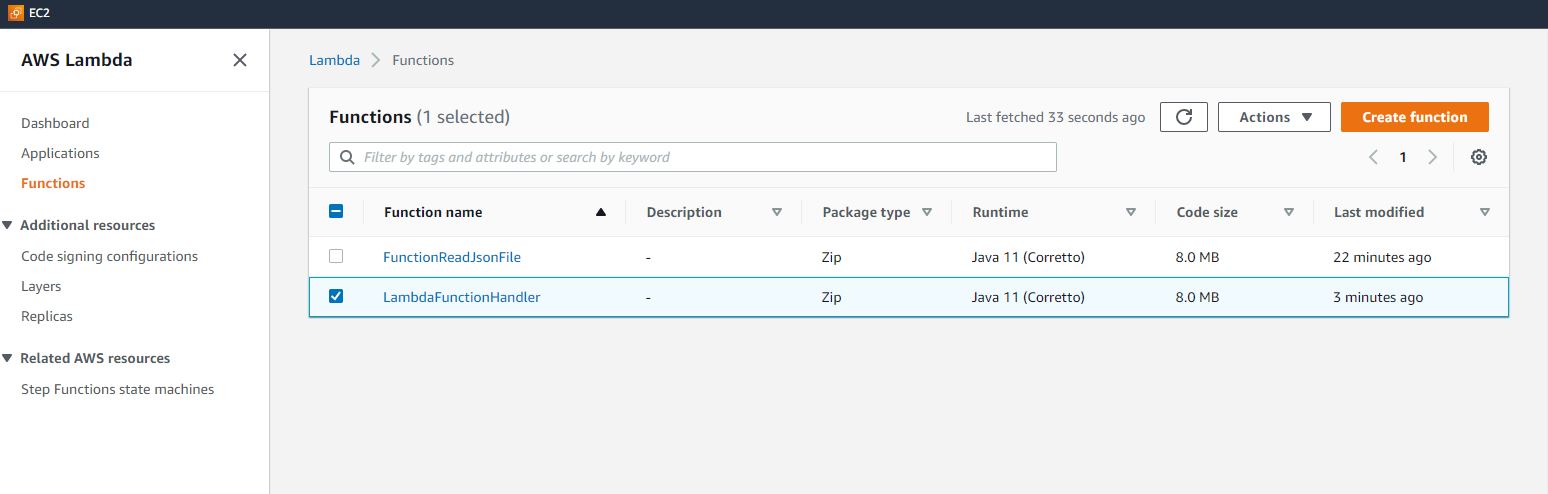 EC2
AWS Lambda
Dashboard
Applications
Functions
Additional resources
Code signing configurations
Layers
Replicas
Related AWS resources
Step Functions state machines
Lambda Functions
Functions (1 selected) Last fetched 33 seconds ago Actions Create function
Filter by tags and attributes or search by keyword 1
Function name Description Package type Runtime Code size Last modified
FunctionReadJsonFile - Zip Java 11 (Corretto) 8.0 MB 22 minutes ago
LambdaFunctionHandler - Zip Java 11 (Corretto) 8.0 MB 3 minutes ago